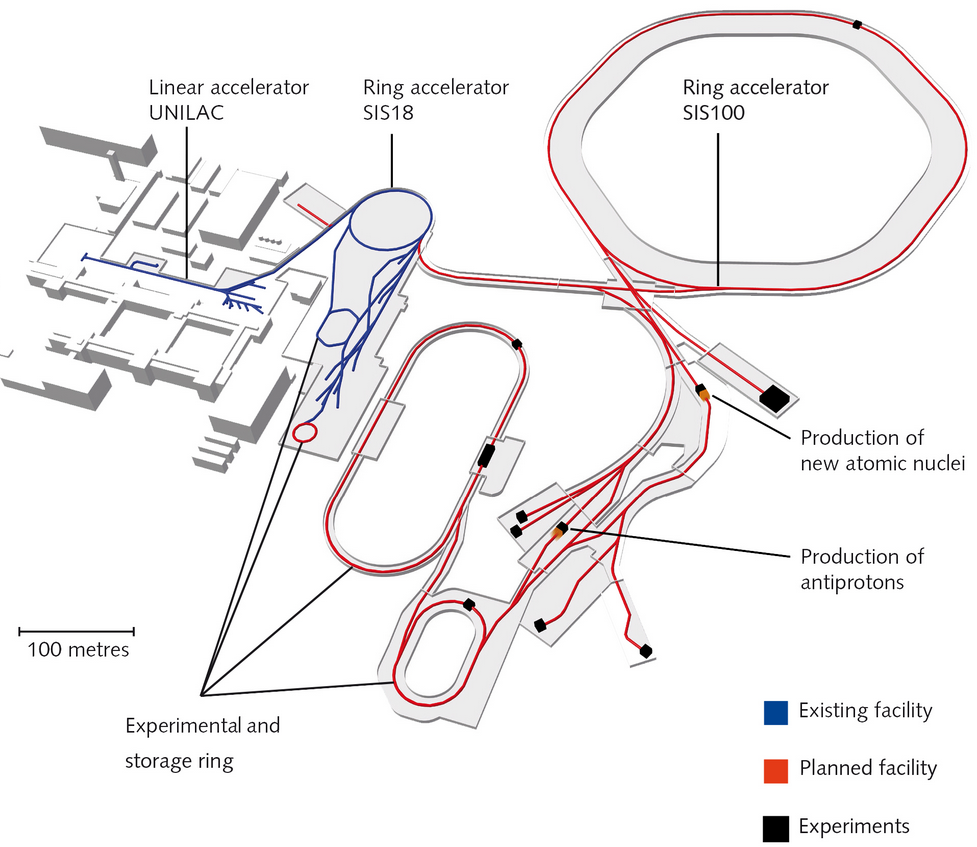 Linear accelerator
UNILAC
Ring accelerator
SIS18
Ring accelerator
SIS100
Production of
new atomic nuclei
Production of
antiprotons
100 metres
Experimental and
storage ring
Existing facility
Planned facility
Experiments